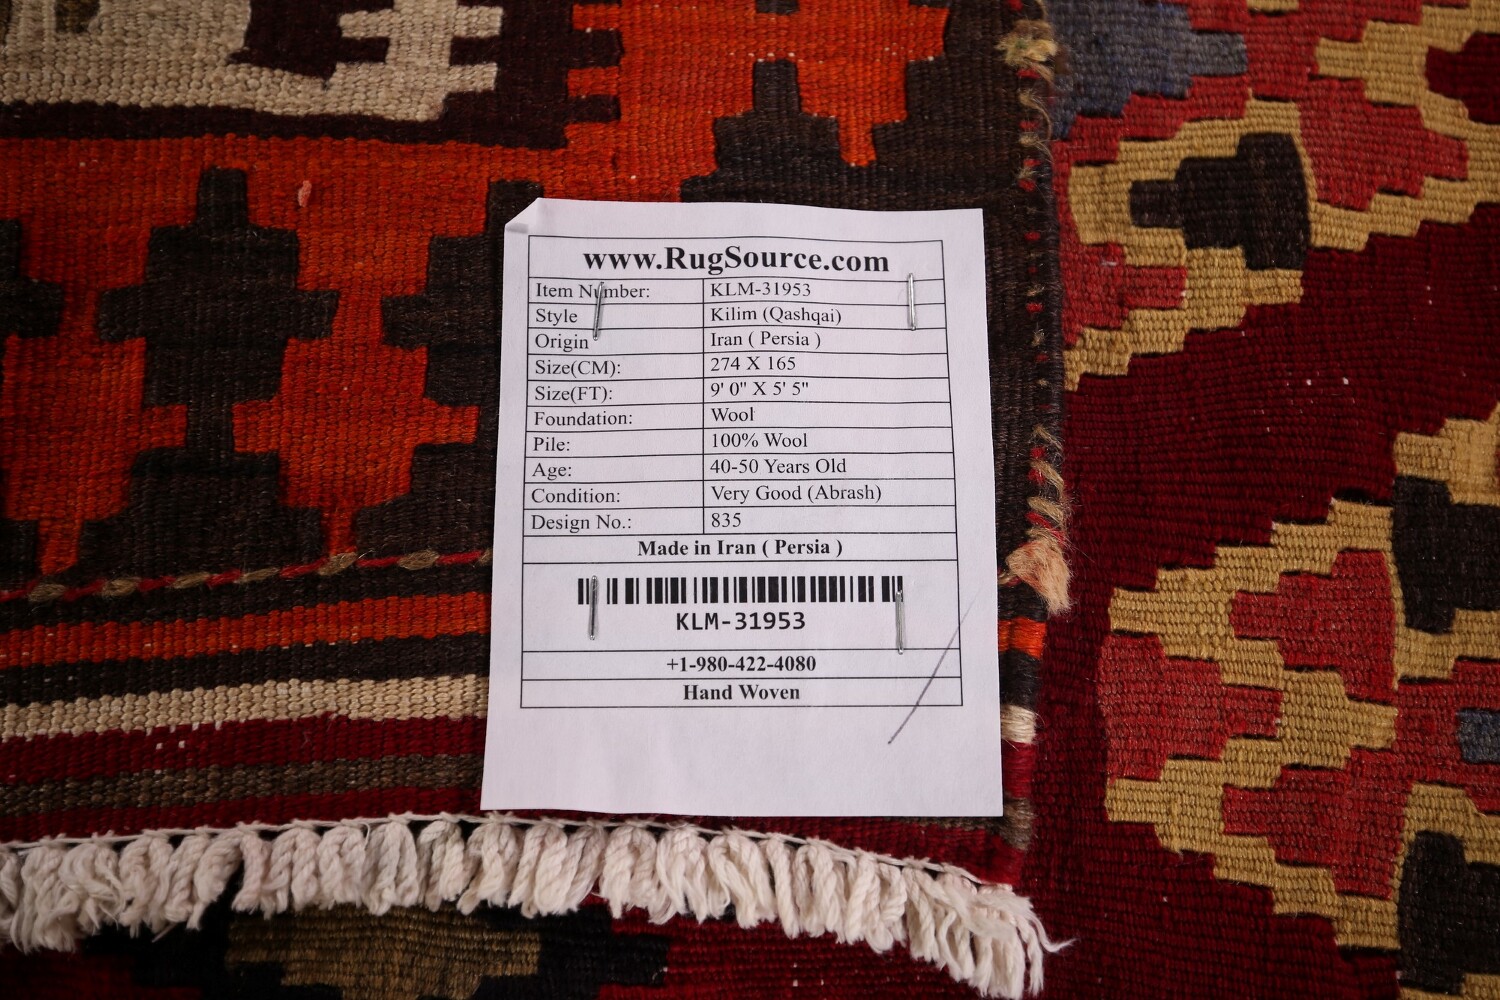 www.RugSource.com
Item Number: KLM-31953
Style Kilim (Qashqai)
Origin Iran ( Persia )
Size(CM): 274 X 165
Size(FT): 9' 0" X 5' 5"
Foundation: Wool
Pile: 100% Wool
Age: 40-50 Years Old
Condition: Very Good (Abrash)
Design No.: 835
Made in Iran ( Persia )
KLM-31953
+1-980-422-4080
Hand Woven